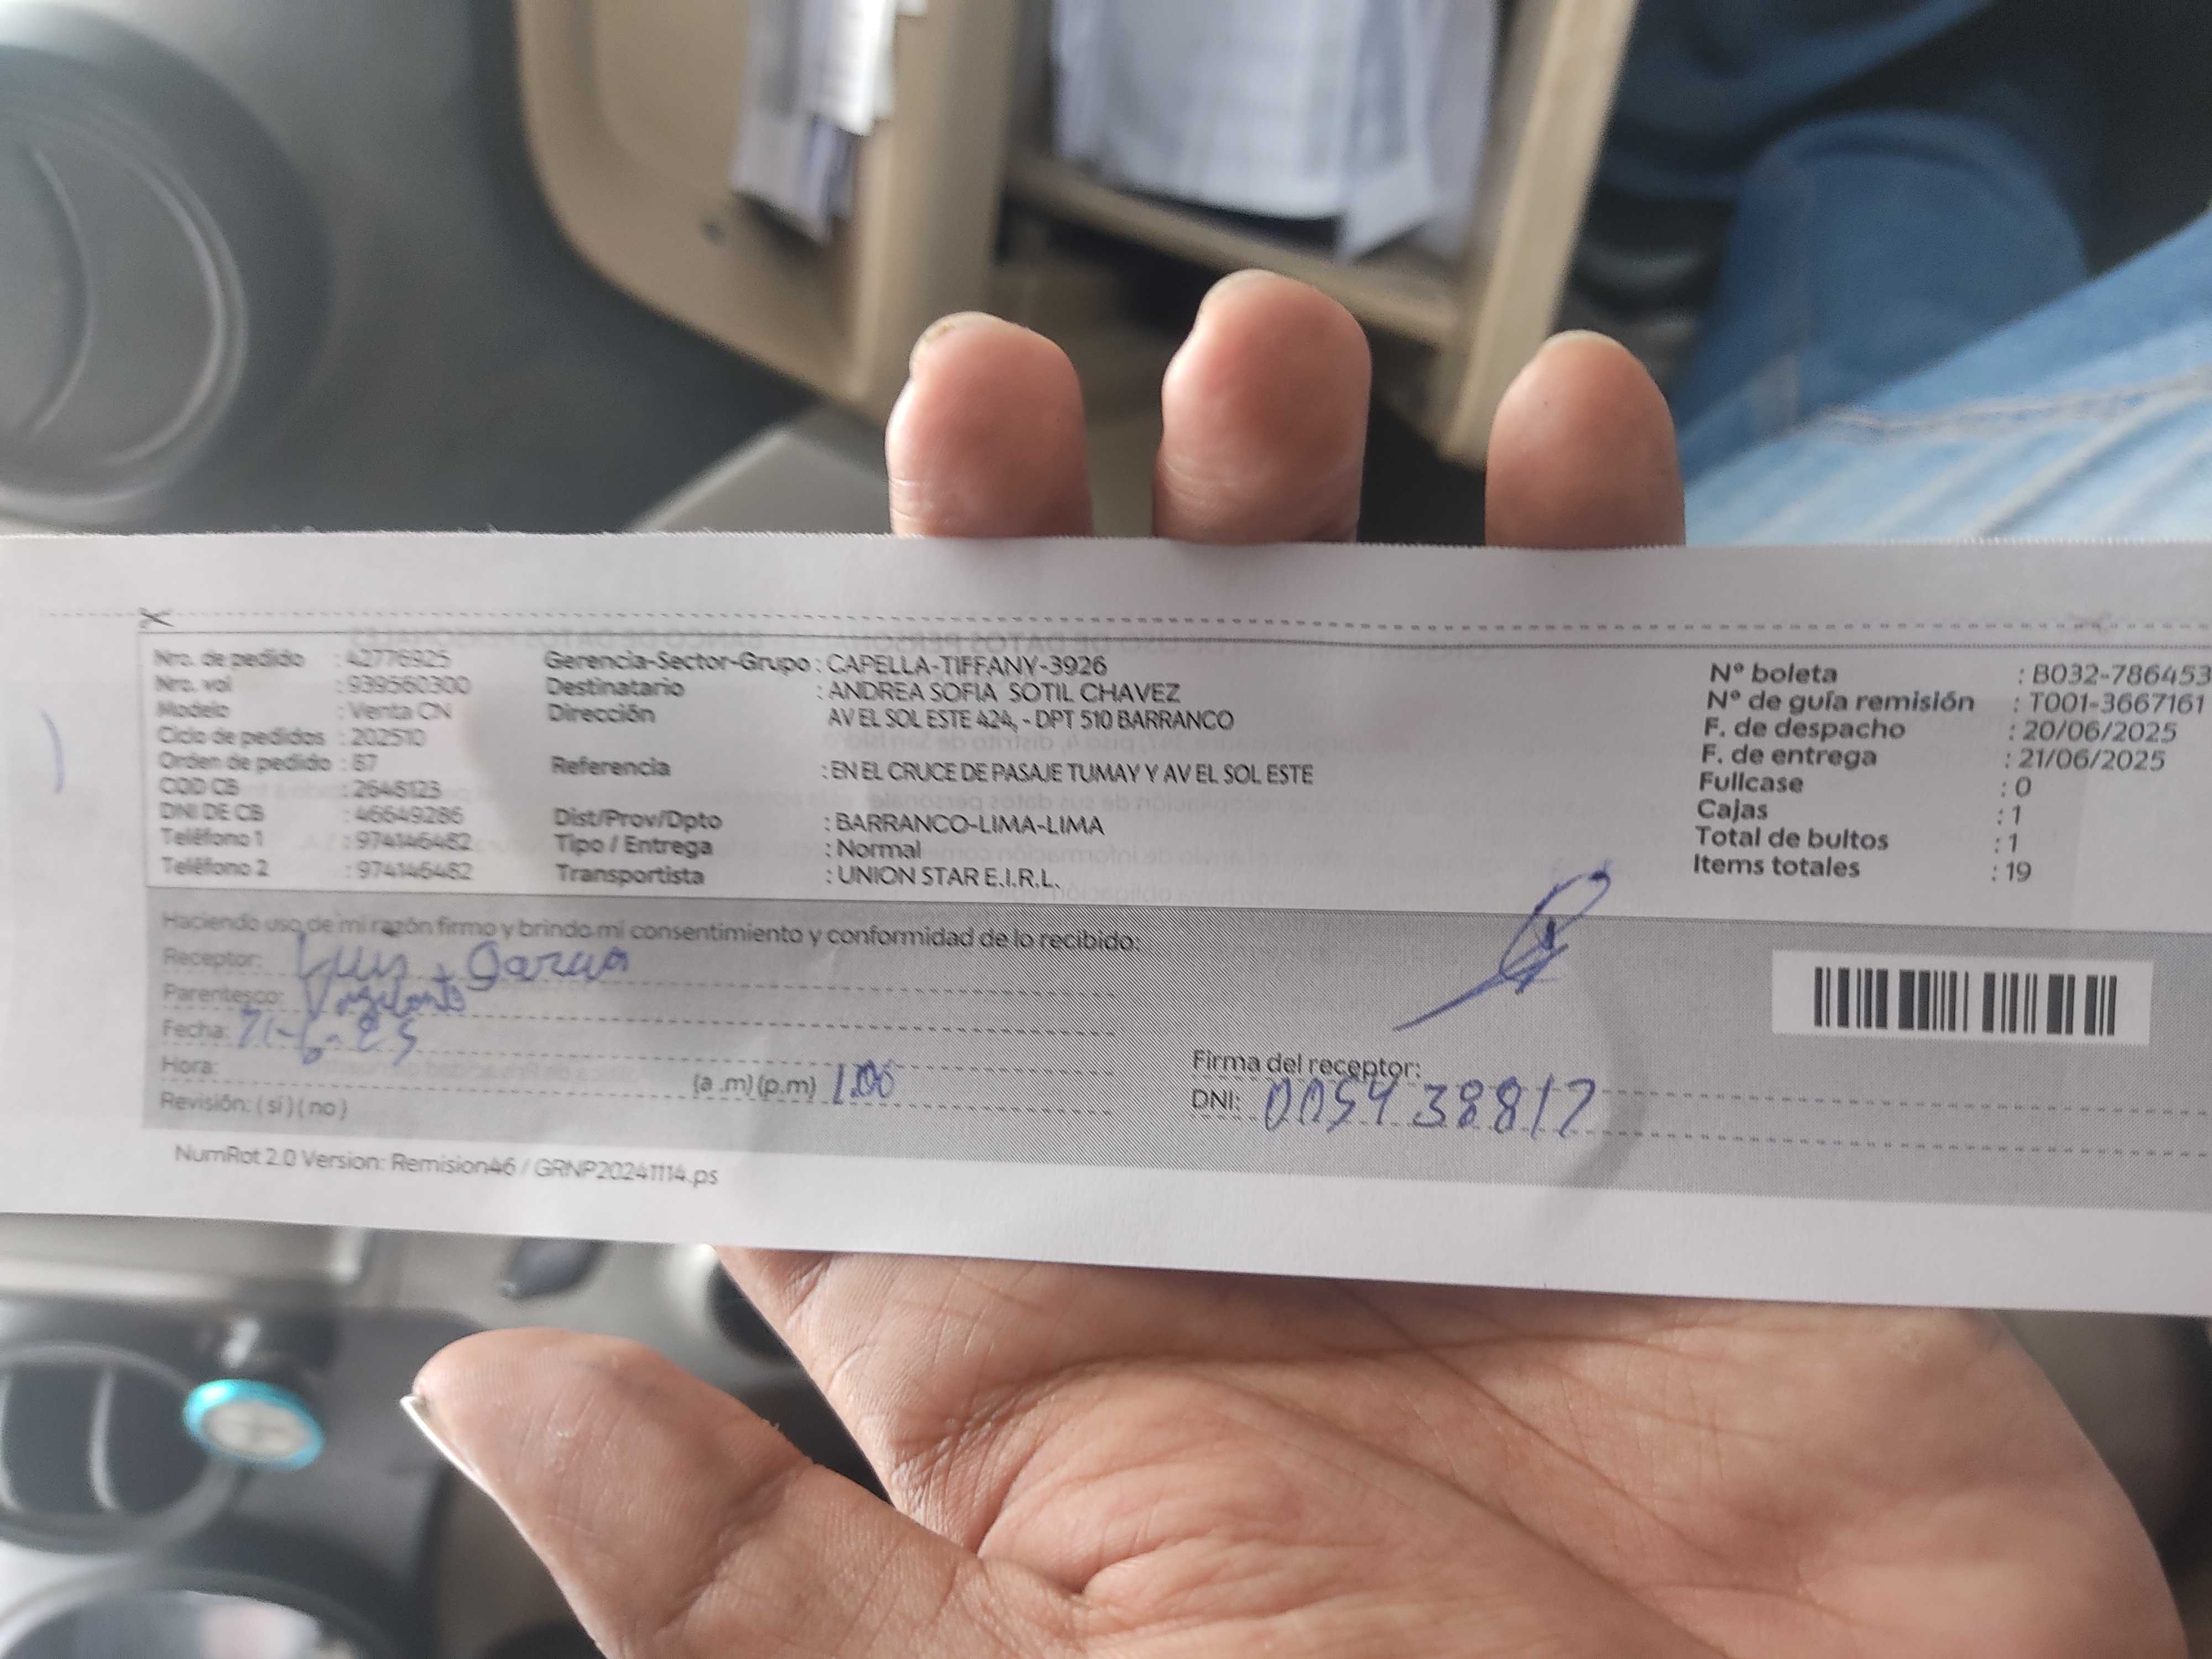 Nro. de pedido : 42776925
Nro. vol : 939560300
Modelo : Venta CN
Ciclo de pedidos : 202510
Orden de pedido : 67
COD CB : 2646123
DNI DE CB : 46649286
Teléfono 1 : 974146482
Teléfono 2 : 974146482
Gerencia-Sector-Grupo : CAPELLA-TIFFANY-3926
Destinatario : ANDREA SOFIA SOTIL CHAVEZ
Dirección AV EL SOL ESTE 424, - DPT 510 BARRANCO
Referencia : EN EL CRUCE DE PASAJE TUMAY Y AV EL SOL ESTE
Dist/Prov/Dpto : BARRANCO-LIMA-LIMA
Tipo / Entrega : Normal
Transportista : UNION STAR E.I.R.L.
N° boleta : B032-786453
N° de guía remisión : T001-3667161
F. de despacho : 20/06/2025
F. de entrega : 21/06/2025
Fullcase : 0
Cajas : 1
Total de bultos : 1
Items totales : 19
Haciendo uso de mi razón firmo y brindo mi consentimiento y conformidad de lo recibido:
Receptor: Luis Garcia
Parentesco: Vigilante
Fecha: 21-6-25
Hora: (a .m) (p.m) 1.00
Revisión: ( si ) ( no )
Firma del receptor:
DNI: 005438817
NumRot 2.0 Version: Remision46 / GRNP20241114.ps